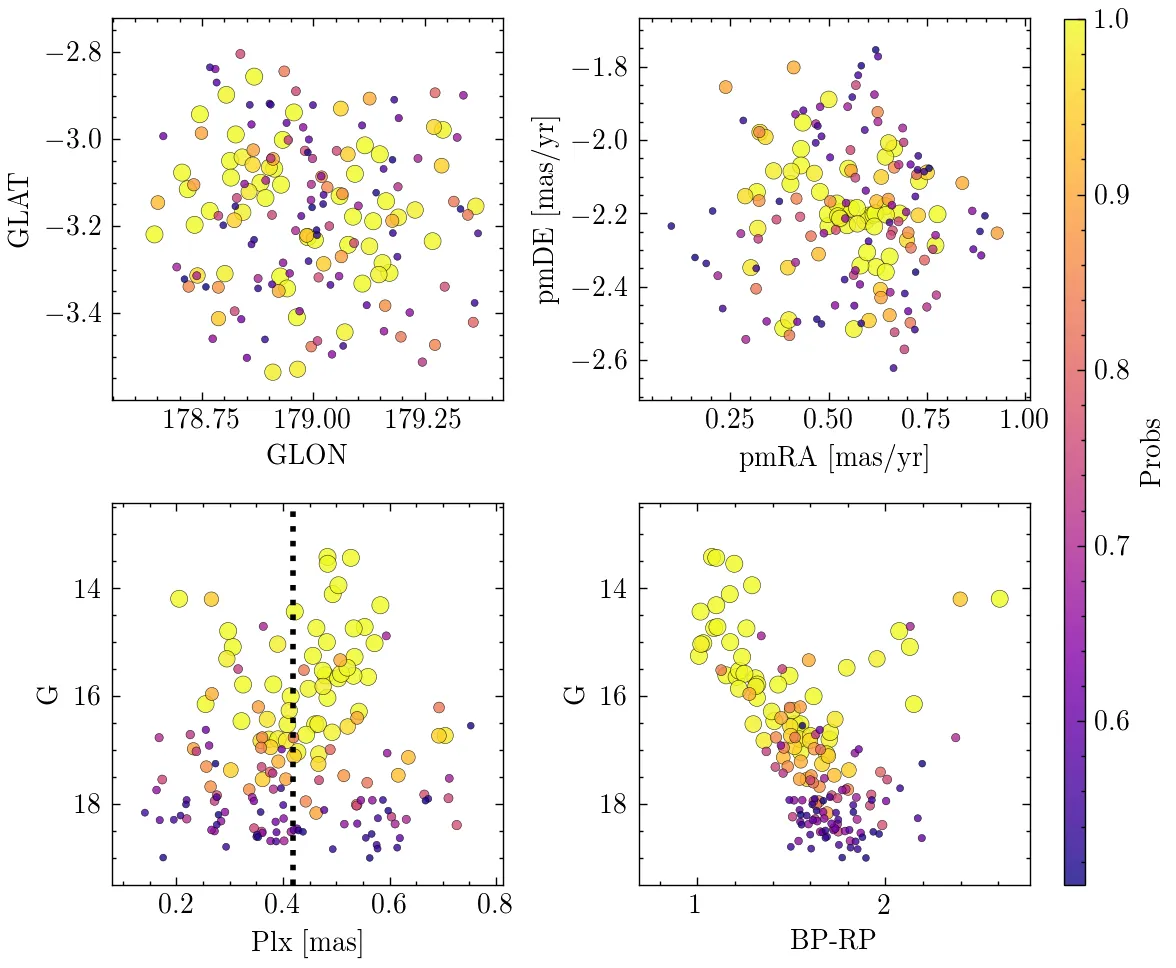 −2.8
−3.0
−3.2
−3.4
GLAT
178.75 179.00 179.25
GLON
−1.8
−2.0
−2.2
−2.4
−2.6
pmDE [mas/yr]
0.25 0.50 0.75 1.00
pmRA [mas/yr]
14
16
18
G
0.2 0.4 0.6 0.8
Plx [mas]
14
16
18
G
1 2
BP-RP
1.0
0.9
0.8
0.7
0.6
Probs